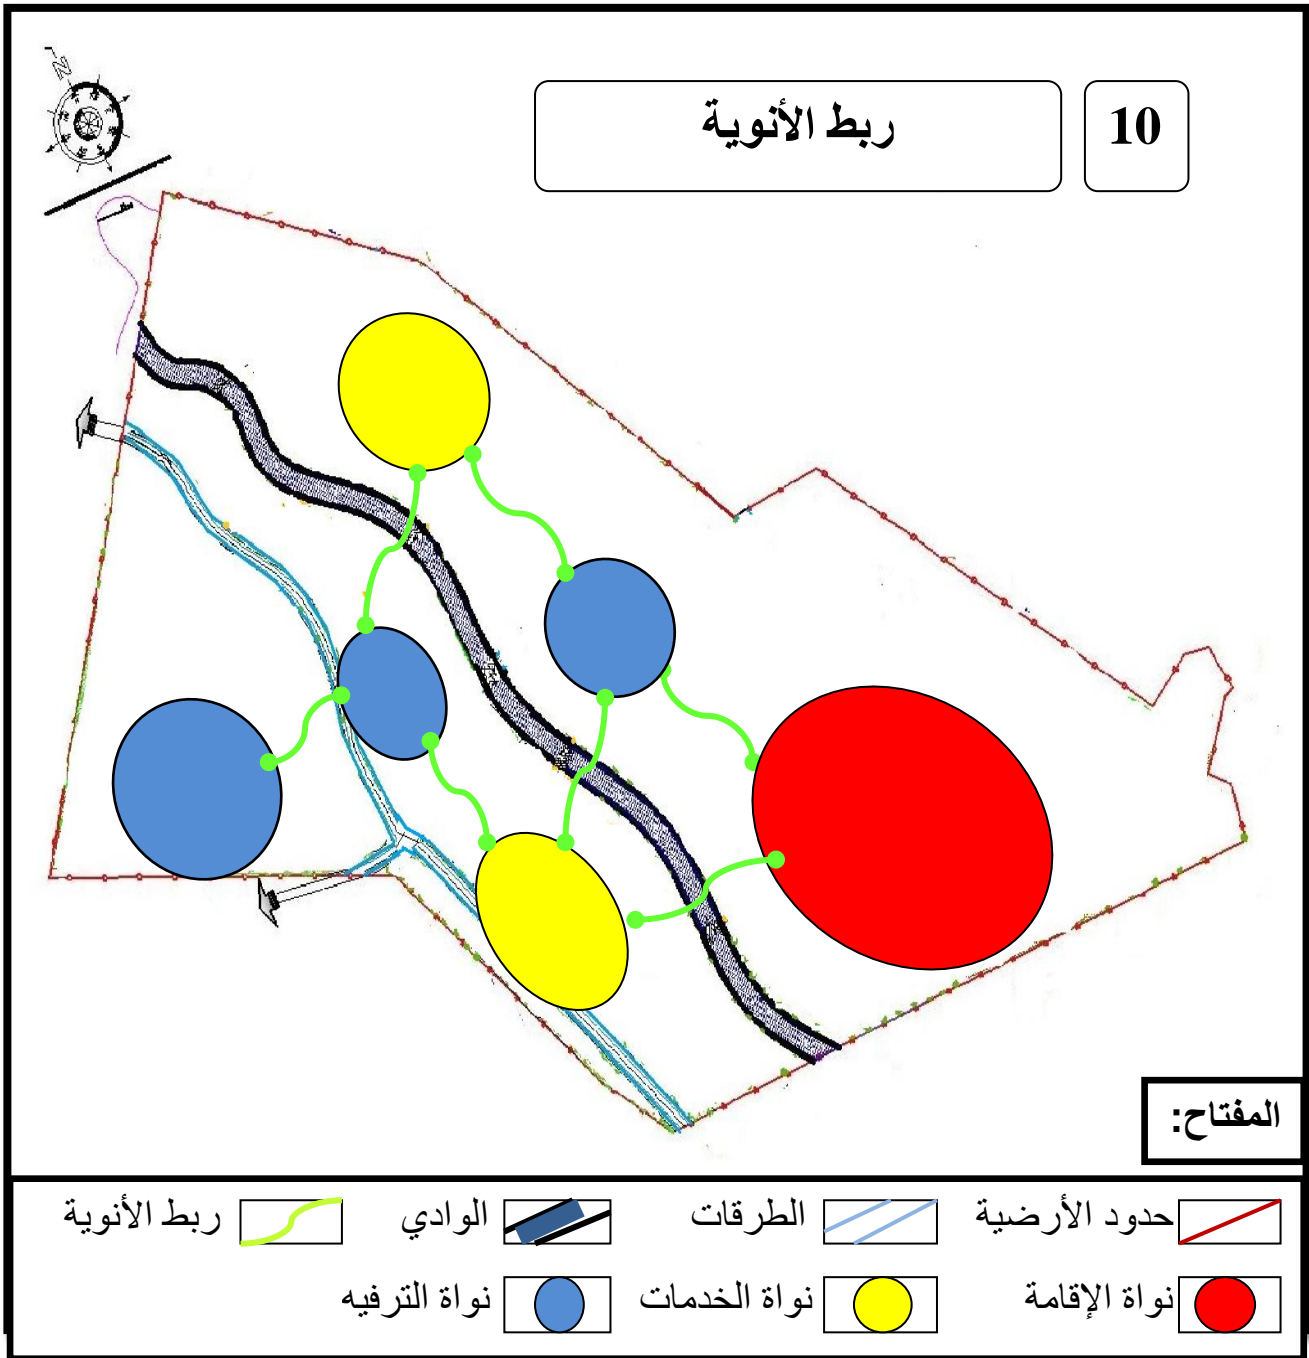 10
ربط الأنوية
N
المفتاح:
حدود الأرضية
الطرقات
الوادي
ربط الأنوية
نواة الإقامة
نواة الخدمات
نواة الترفيه